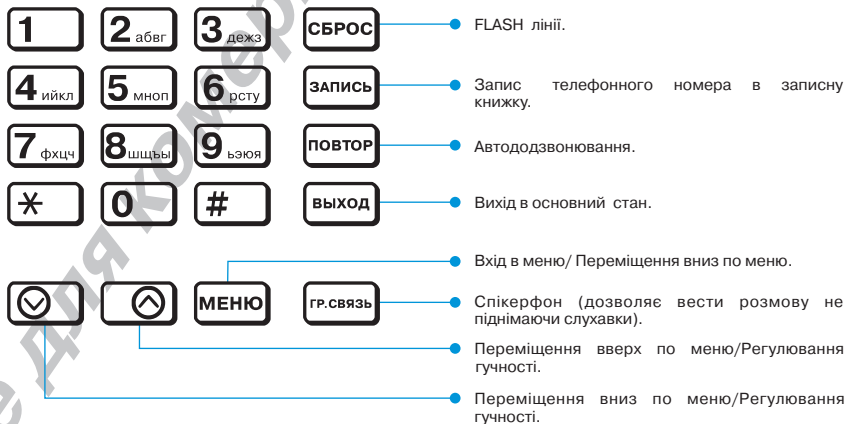 1 2 абвг 3 дежз СБРОС FLASH лінії.
4 ийкл 5 мноп 6 рсту ЗАПИСЬ Запис телефонного номера в записну
книжку.
7 фхцч 8 шщъы 9 ьэюя ПОВТОР Автододзвонювання.
* 0 # ВЫХОД Вихід в основний стан.
Вхід в меню/ Переміщення вниз по меню.
МЕНЮ ГР.СВЯЗЬ Спікерфон (дозволяє вести розмову не
піднімаючи слухавки).
Переміщення вверх по меню/Регулювання
гучності.
Переміщення вниз по меню/Регулювання
гучності.
для